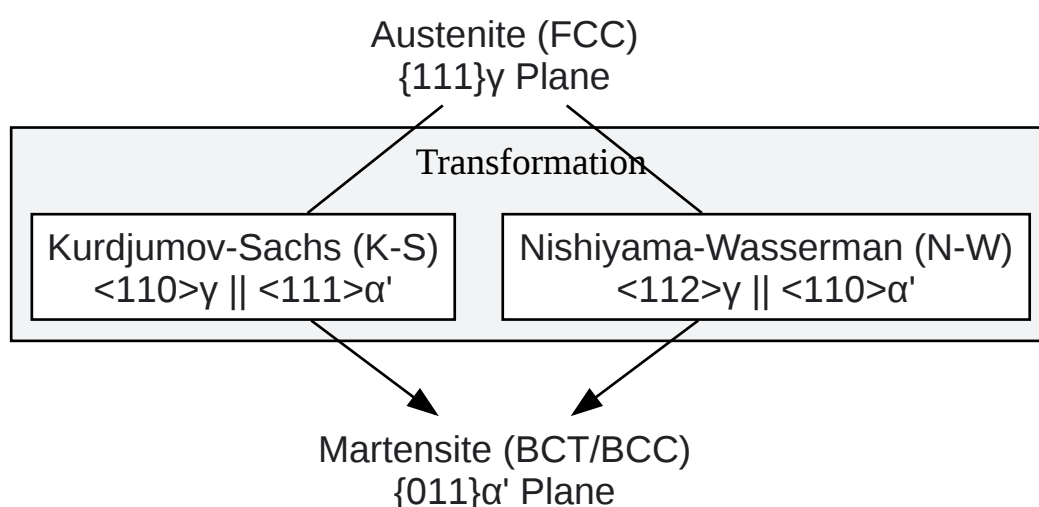 Austenite (FCC)
{111}γ Plane
Transformation
Kurdjumov-Sachs (K-S)
<110>γ || <111>α'
Nishiyama-Wasserman (N-W)
<112>γ || <110>α'
Martensite (BCT/BCC)
{011}α' Plane